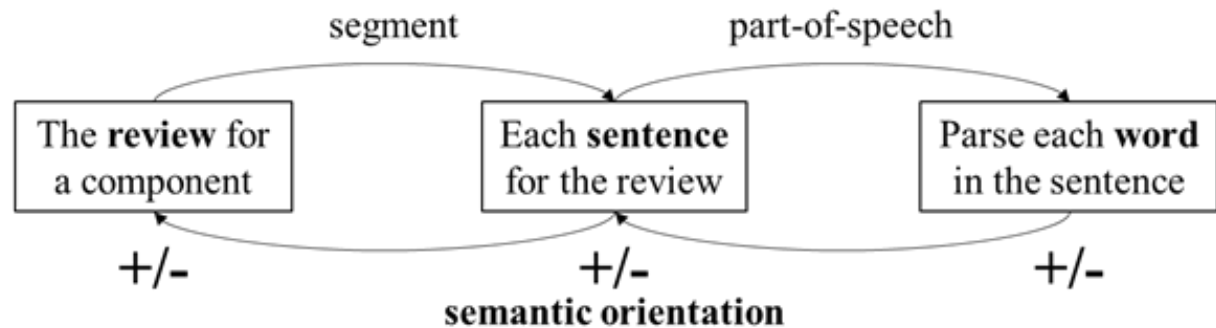 segment
part-of-speech
The review for
a component
Each sentence
for the review
Parse each word
in the sentence
+/-
+/-
+/-
semantic orientation